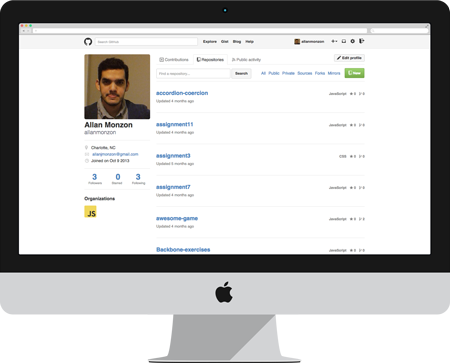 Search GitHub
Explore Gist Blog Help
allanmonzon
Contributions Repositories Public activity
Edit profile
Find a repository...
Search
All Public Private Sources Forks Mirrors
New
accordion-coercion
JavaScript 0 0
Updated 4 months ago
assignment11
JavaScript 0 0
Updated 4 months ago
assignment3
CSS 0 0
Updated 5 months ago
assignment7
JavaScript 0 0
Updated 4 months ago
awesome-game
JavaScript 0 0
Updated 4 months ago
Backbone-exercises
JavaScript 0 0
Allan Monzon
allanmonzon
Charlotte, NC
Joined on Oct 8 2013
3 0 3
Followers Starred Following
Organizations
JS